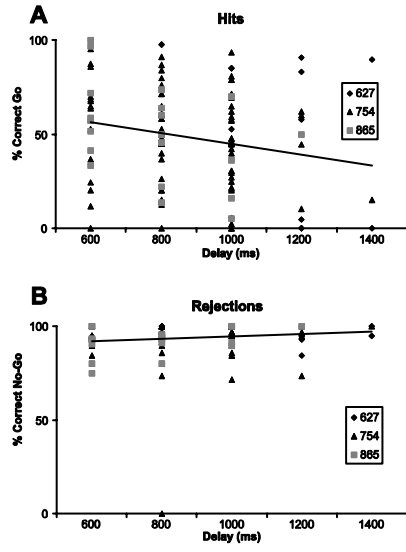 A
Hits
100
50
0
% Correct Go
627
754
865
600 800 1000 1200 1400
Delay (ms)
B
Rejections
100
50
0
% Correct No-Go
627
754
865
600 800 1000 1200 1400
Delay (ms)